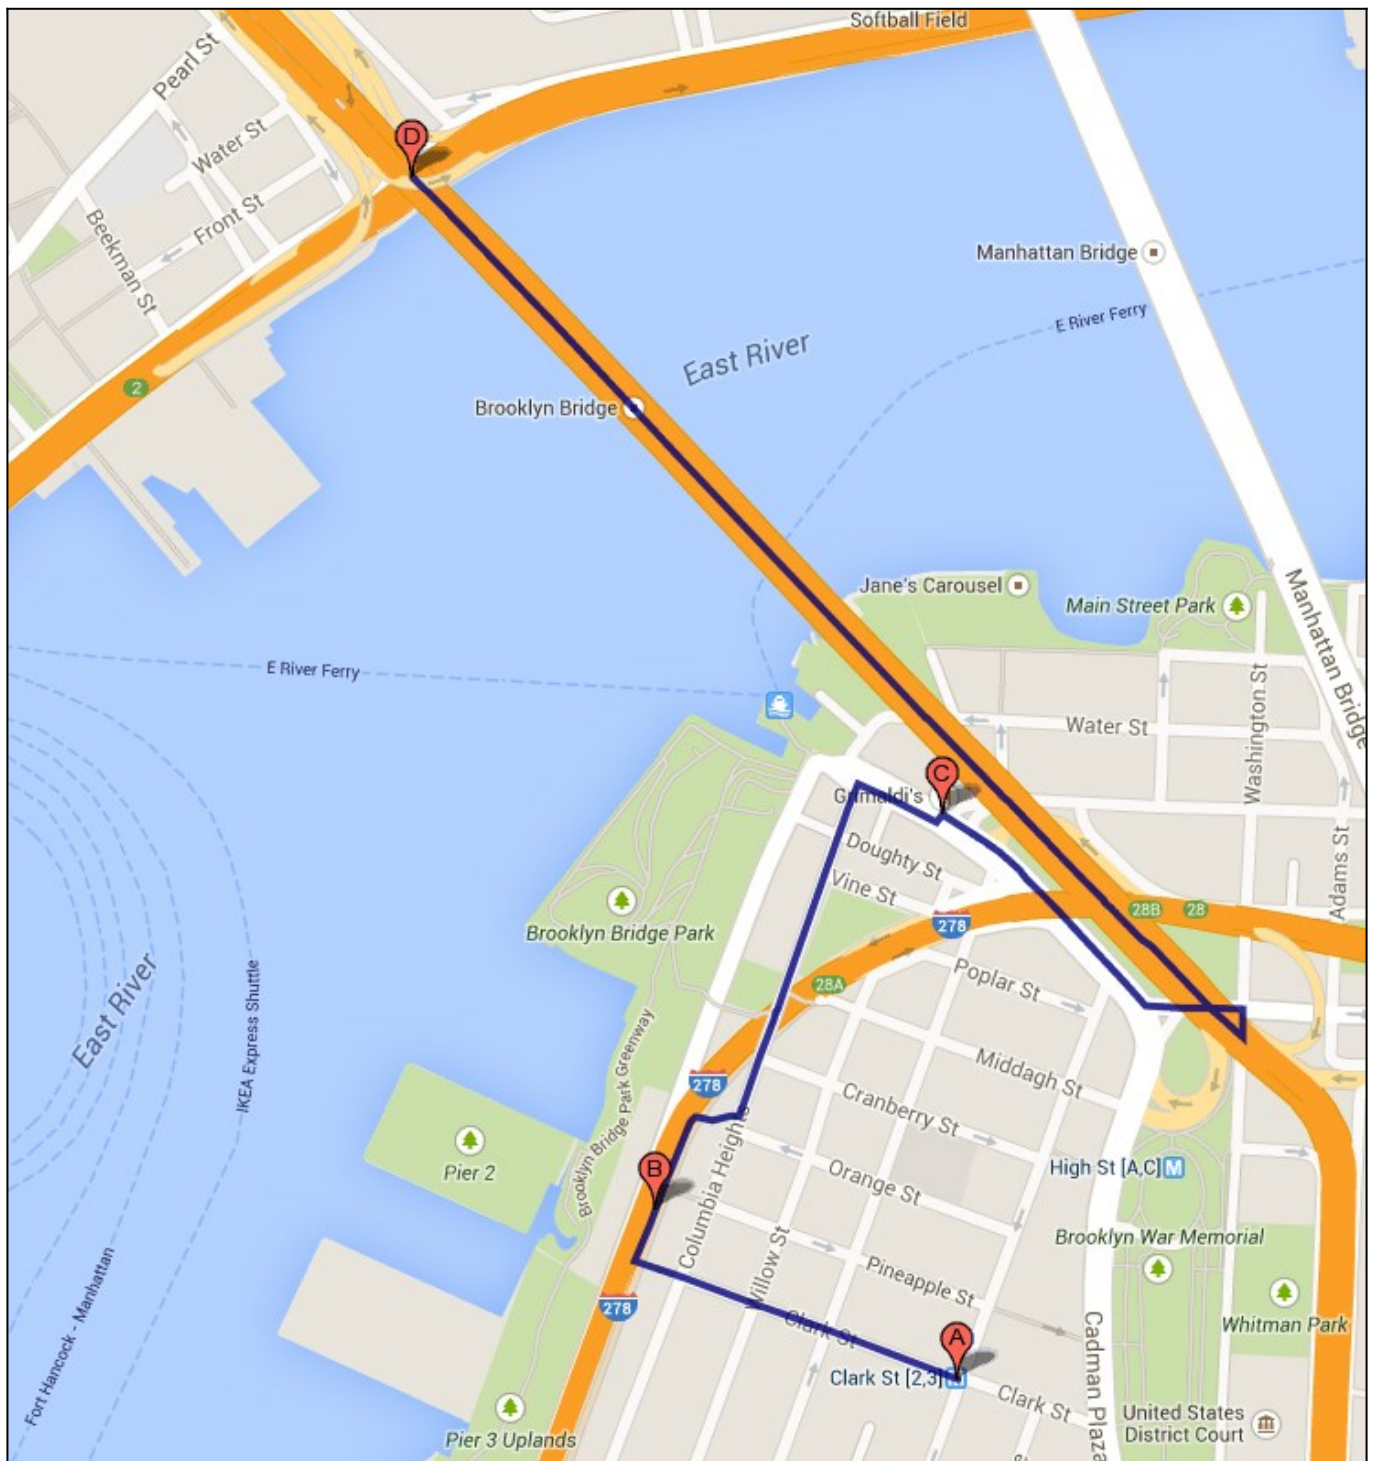 Softball Field
Pearl St
D
Water St
Beekman St
Front St
Manhattan Bridge
E River Ferry
East River
2
Brooklyn Bridge
Jane's Carousel
Main Street Park
Manhattan Bridge
E River Ferry
Water St
Washington St
C
Grimaldi's
Adams St
Doughty St
Vine St
28B
28
278
Brooklyn Bridge Park
Poplar St
28A
East River
IKEA Express Shuttle
Brooklyn Bridge Park Greenway
Middagh St
278
Cranberry St
Columbia Heights
Pier 2
B
Orange St
High St [A,C] M
Brooklyn War Memorial
Willow St
Pineapple St
Fort Hancock - Manhattan
278
Clark St
Whitman Park
A
Cadman Plaza
Clark St [2,3]
Clark St
United States
District Court
Pier 3 Uplands